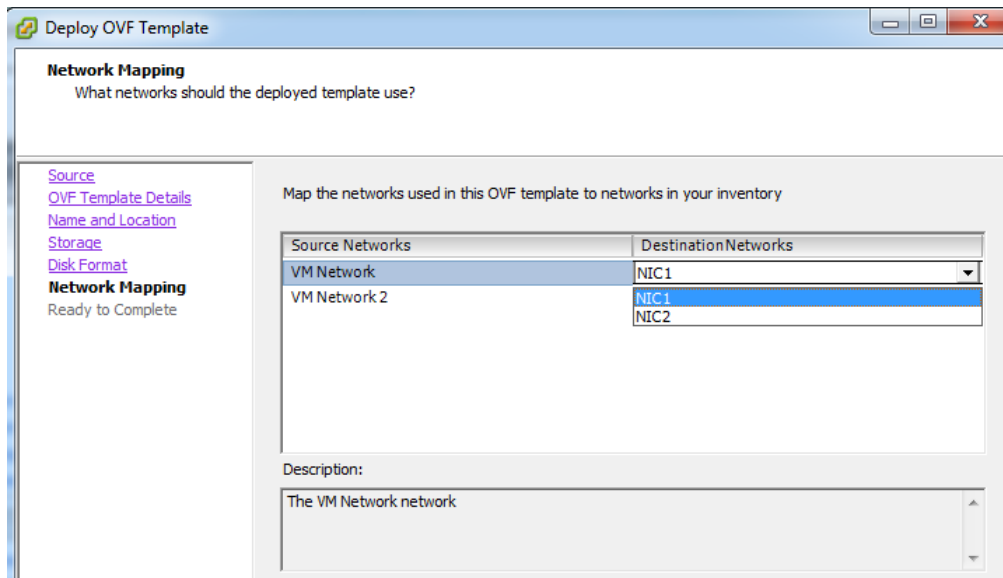 Deploy OVF Template
Network Mapping
What networks should the deployed template use?
Source
OVF Template Details
Name and Location
Storage
Disk Format
Network Mapping
Ready to Complete
Map the networks used in this OVF template to networks in your inventory
Source Networks DestinationNetworks
VM Network NIC1
VM Network 2 NIC1
NIC2
Description:
The VM Network network